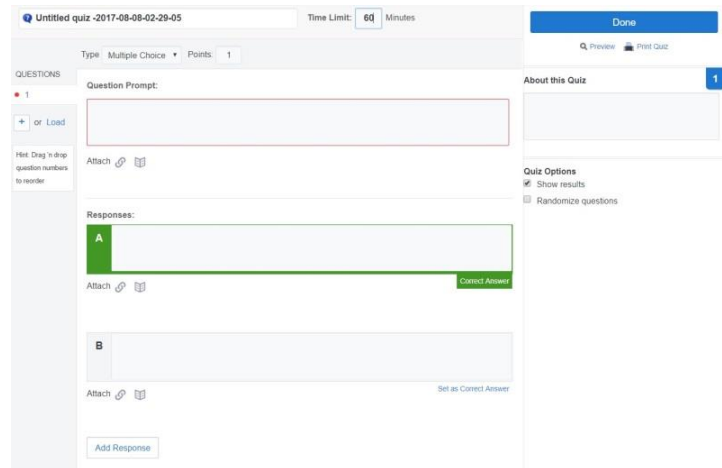 Untitled quiz -2017-08-08-02-29-05
Time Limit: 60 Minutes
Done
Preview Print Quiz
Type Multiple Choice Points: 1
QUESTIONS
1
+ or Load
Hint: Drag 'n drop
question numbers
to reorder
Question Prompt:
Attach
Responses:
A
Correct Answer
Attach
B
Set as Correct Answer
Attach
Add Response
About this Quiz
1
Quiz Options
Show results
Randomize questions